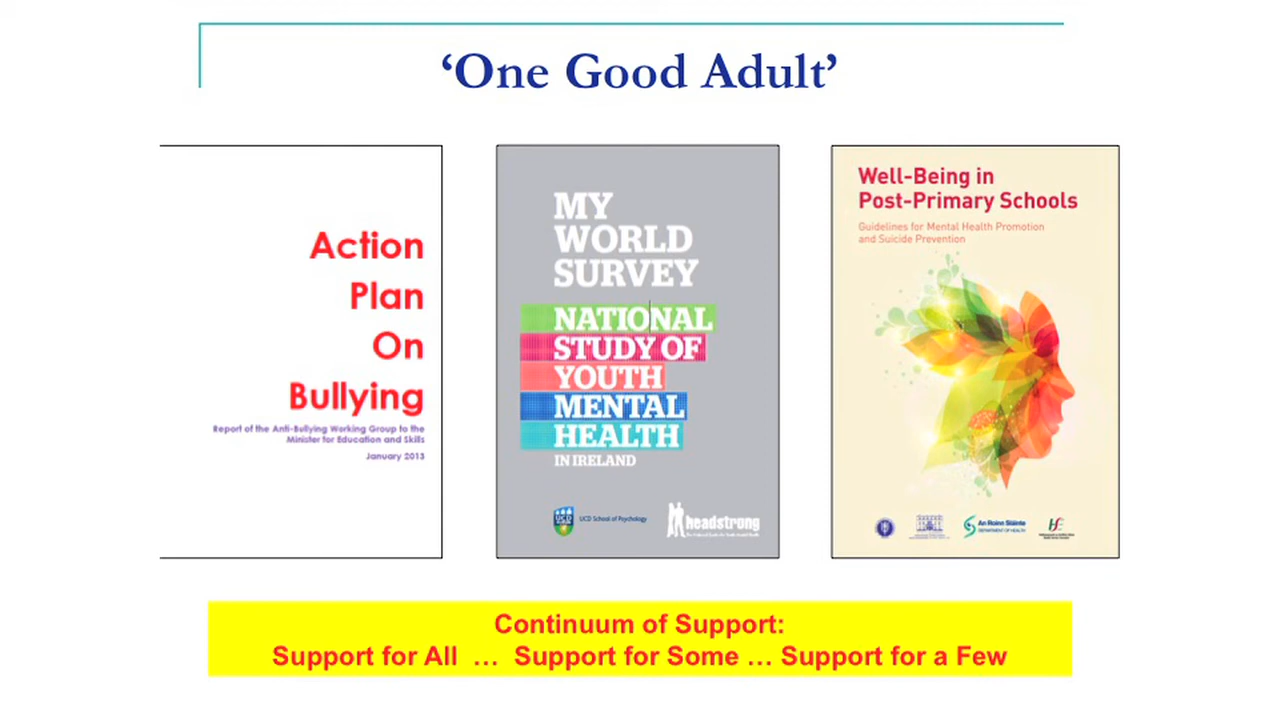 ‘One Good Adult’
Action
Plan
On
Bullying
Report of the Anti-Bullying Working Group to the
Minister for Education and Skills
January 2013
MY
WORLD
SURVEY
NATIONAL
STUDY OF
YOUTH
MENTAL
HEALTH
IN IRELAND
UCD
UCD School of Psychology
headstrong
Well-Being in
Post-Primary Schools
Guidelines for Mental Health Promotion
and Suicide Prevention
An Roinn Sláinte
DEPARTMENT OF HEALTH
Continuum of Support:
Support for All … Support for Some … Support for a Few